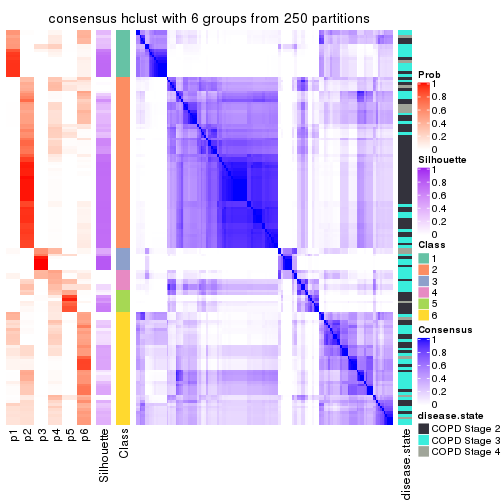 consensus hclust with 6 groups from 250 partitions
p1
p2
p3
p4
p5
p6
Silhouette
Class
disease.state
Prob
1
0.8
0.6
0.4
0.2
0
Silhouette
1
0.8
0.6
0.4
0.2
0
Class
1
2
3
4
5
6
Consensus
1
0.8
0.6
0.4
0.2
0
disease.state
COPD Stage 2
COPD Stage 3
COPD Stage 4